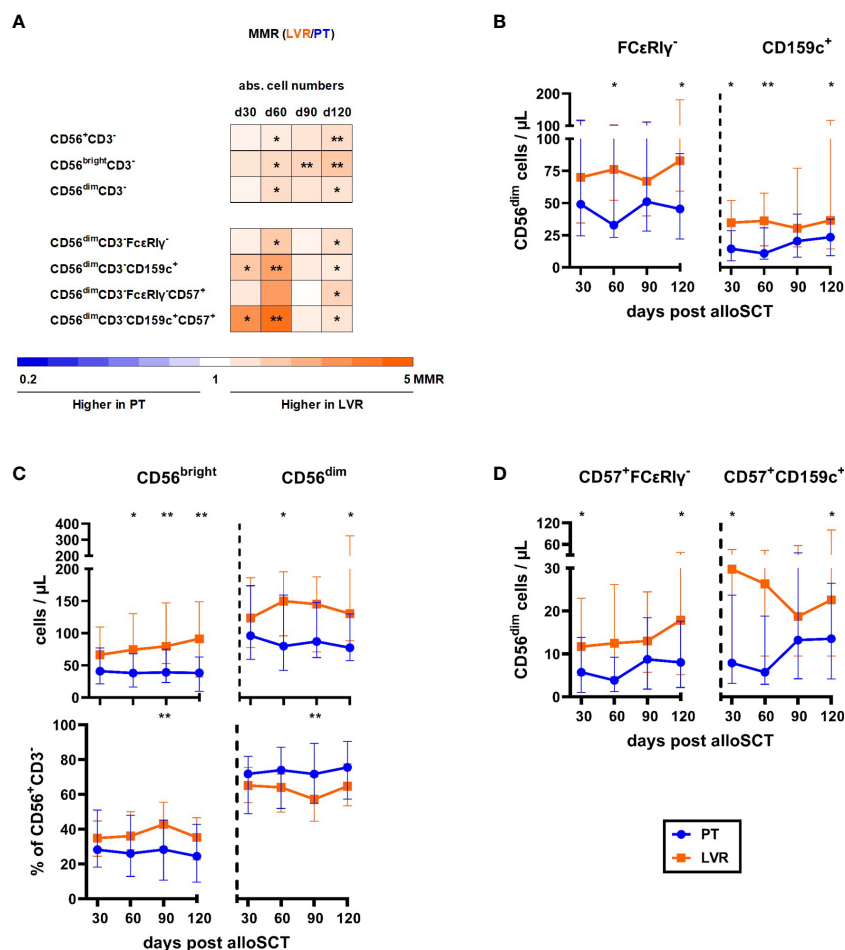 A
MMR (LVR/PT)
abs. cell numbers
d30 d60 d90 d120
CD56⁺CD3⁻ * **
CD56ᵇʳⁱᵍʰᵗCD3⁻ * ** **
CD56ᵈⁱᵐCD3⁻ * *
CD56ᵈⁱᵐCD3⁻FCεRIγ⁻ * *
CD56ᵈⁱᵐCD3⁻CD159c⁺ * ** *
CD56ᵈⁱᵐCD3⁻FCεRIγ⁻CD57⁺ *
CD56ᵈⁱᵐCD3⁻CD159c⁺CD57⁺ * ** *
0.2 1 5 MMR
Higher in PT Higher in LVR
B
FCεRIγ⁻ CD159c⁺
* * * ** *
200
100
75
50
25
0
CD56ᵈⁱᵐ cells / µL
30 60 90 120 30 60 90 120
days post alloSCT
C
CD56ᵇʳⁱᵍʰᵗ CD56ᵈⁱᵐ
* ** ** * *
400
300
200
200
150
100
50
0
cells / µL
** **
100
80
60
40
20
0
% of CD56⁺CD3⁻
30 60 90 120 30 60 90 120
days post alloSCT
D
CD57⁺FCεRIγ⁻ CD57⁺CD159c⁺
* * * *
120
60
30
20
10
0
CD56ᵈⁱᵐ cells / µL
30 60 90 120 30 60 90 120
days post alloSCT
PT
LVR